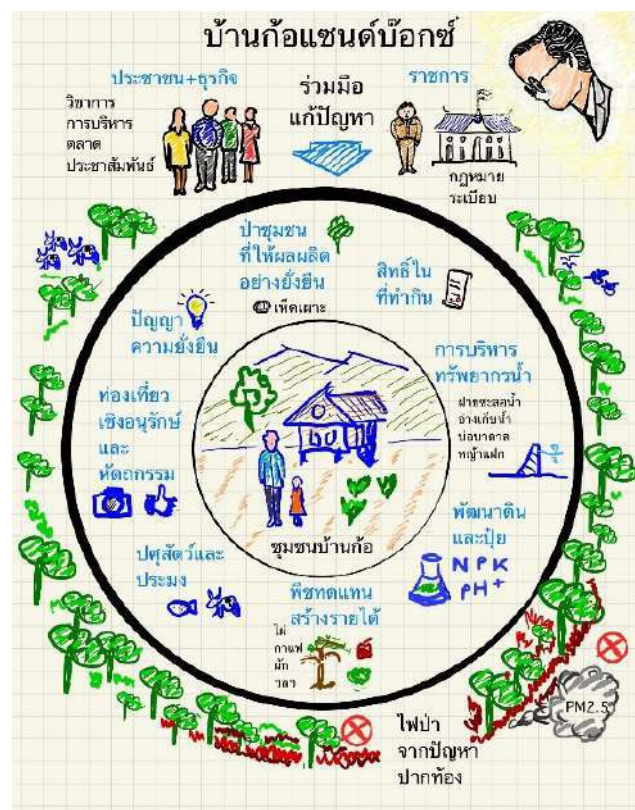 บ้านก้อแซนด์บ๊อกซ์
ประชาชน+ธุรกิจ
วิชาการ
การบริหาร
ตลาด
ประชาสัมพันธ์
ร่วมมือ
แก้ปัญหา
ราชการ
กฎหมาย
ระเบียบ
ป่าชุมชน
ที่ให้ผลผลิต
อย่างยั่งยืน
เห็ดเผาะ
สิทธิ์ใน
ที่ทำกิน
ปัญญา
ความยั่งยืน
การบริหาร
ทรัพยากรน้ำ
ฝายชะลอน้ำ
อ่างเก็บน้ำ
บ่อบาดาล
หญ้าแฝก
ท่องเที่ยว
เชิงอนุรักษ์
และ
หัตถกรรม
ชุมชนบ้านก้อ
พัฒนาดิน
และปุ๋ย
NPK
PH+
ปศุสัตว์และ
ประมง
พืชทดแทน
สร้างรายได้
ไผ่
กาแฟ
ผัก
ฯลฯ
PM2.5
ไฟป่า
จากปัญหา
ปากท้อง